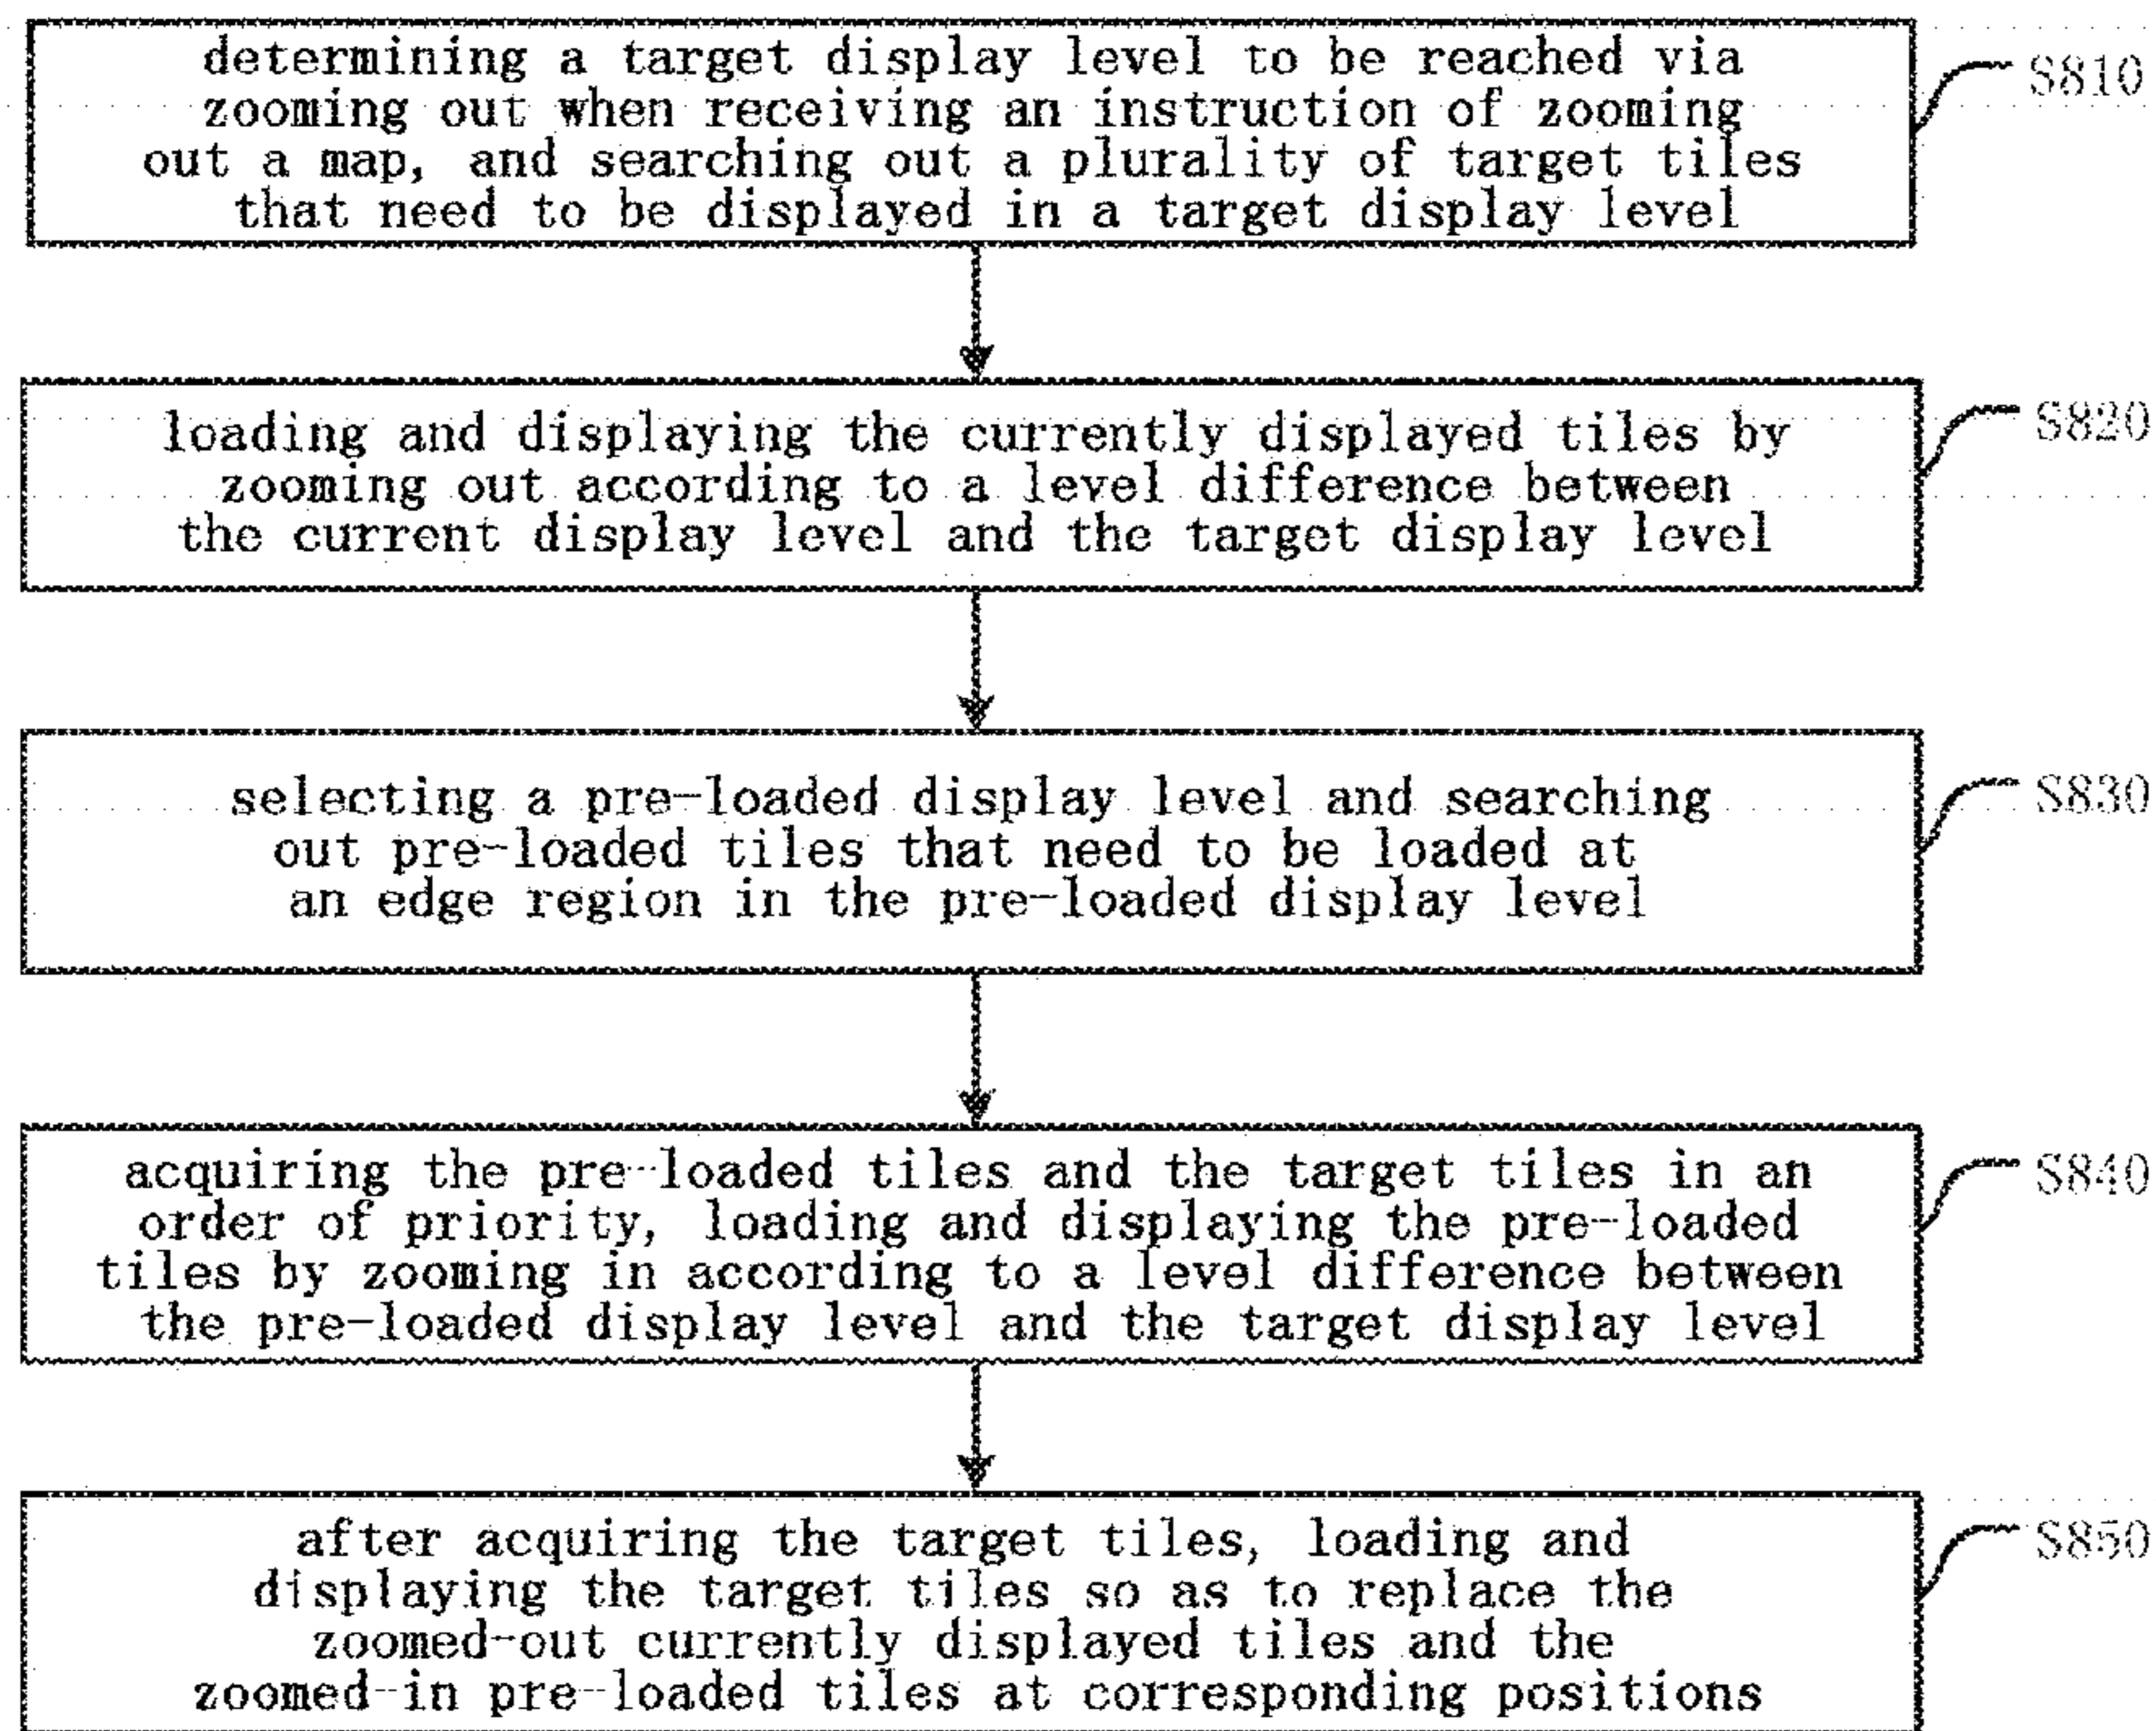 determining a target display level to be reached via
zooming out when receiving an instruction of zooming
out a map, and searching out a plurality of target tiles
that need to be displayed in a target display level
S810
loading and displaying the currently displayed tiles by
zooming out according to a level difference between
the current display level and the target display level
S820
selecting a pre-loaded display level and searching
out pre-loaded tiles that need to be loaded at
an edge region in the pre-loaded display level
S830
acquiring the pre-loaded tiles and the target tiles in an
order of priority, loading and displaying the pre-loaded
tiles by zooming in according to a level difference between
the pre-loaded display level and the target display level
S840
after acquiring the target tiles, loading and
displaying the target tiles so as to replace the
zoomed-out currently displayed tiles and the
zoomed-in pre-loaded tiles at corresponding positions
S850